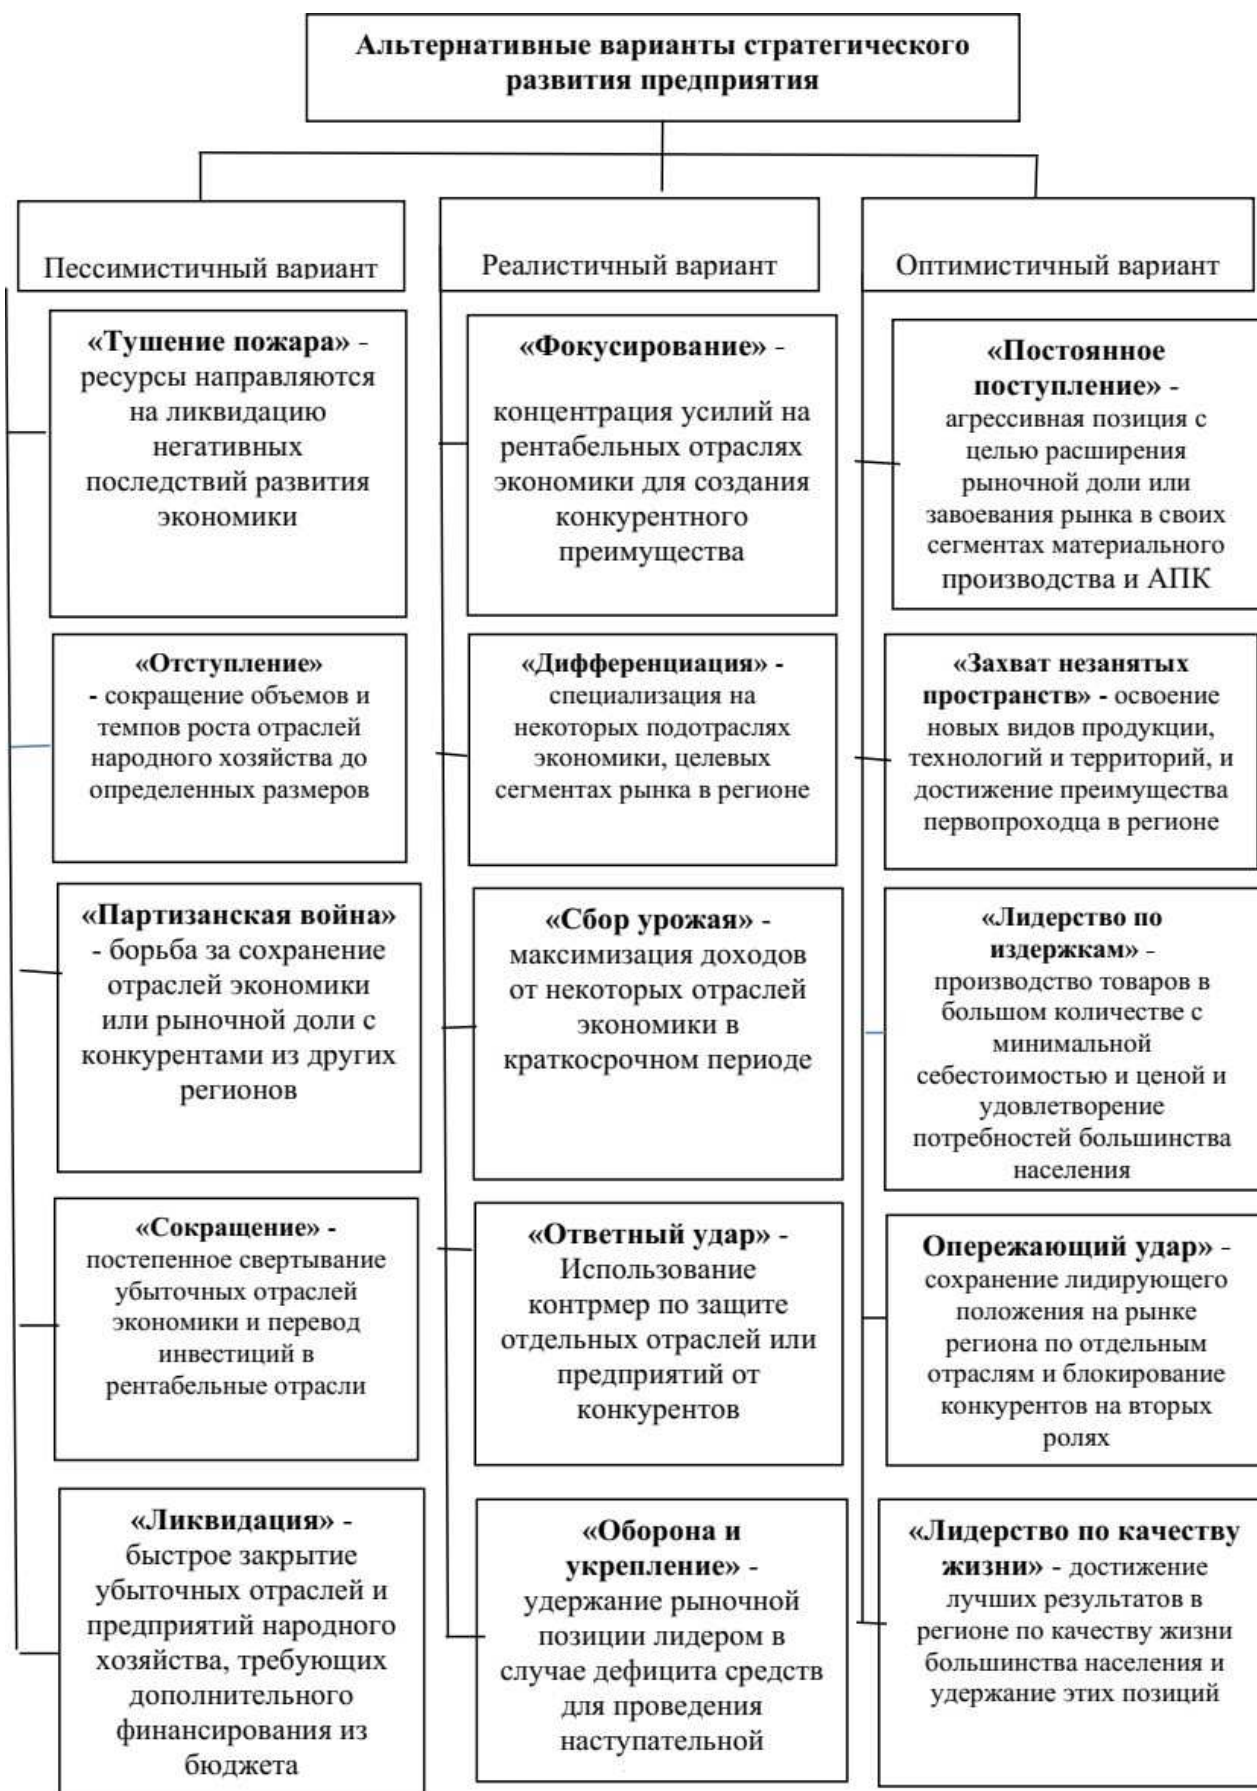 Альтернативные варианты стратегического
развития предприятия
Пессимистичный вариант
Реалистичный вариант
Оптимистичный вариант
«Тушение пожара» -
ресурсы направляются
на ликвидацию
негативных
последствий развития
экономики
«Фокусирование» -
концентрация усилий на
рентабельных отраслях
экономики для создания
конкурентного
преимущества
«Постоянное
поступление» -
агрессивная позиция с
целью расширения
рыночной доли или
завоевания рынка в своих
сегментах материального
производства и АПК
«Отступление»
- сокращение объемов и
темпов роста отраслей
народного хозяйства до
определенных размеров
«Дифференциация» -
специализация на
некоторых подотраслях
экономики, целевых
сегментах рынка в регионе
«Захват незанятых
пространств» - освоение
новых видов продукции,
технологий и территорий, и
достижение преимущества
первопроходца в регионе
«Партизанская война»
- борьба за сохранение
отраслей экономики
или рыночной доли с
конкурентами из других
регионов
«Сбор урожая» -
максимизация доходов
от некоторых отраслей
экономики в
краткосрочном периоде
«Лидерство по
издержкам» -
производство товаров в
большом количестве с
минимальной
себестоимостью и ценой и
удовлетворение
потребностей большинства
населения
«Сокращение» -
постепенное свертывание
убыточных отраслей
экономики и перевод
инвестиций в
рентабельные отрасли
«Ответный удар» -
Использование
контрмер по защите
отдельных отраслей или
предприятий от
конкурентов
Опережающий удар» -
сохранение лидирующего
положения на рынке
региона по отдельным
отраслям и блокирование
конкурентов на вторых
ролях
«Ликвидация» -
быстрое закрытие
убыточных отраслей и
предприятий народного
хозяйства, требующих
дополнительного
финансирования из
бюджета
«Оборона и
укрепление» -
удержание рыночной
позиции лидером в
случае дефицита средств
для проведения
наступательной
«Лидерство по качеству
жизни» - достижение
лучших результатов в
регионе по качеству жизни
большинства населения и
удержание этих позиций